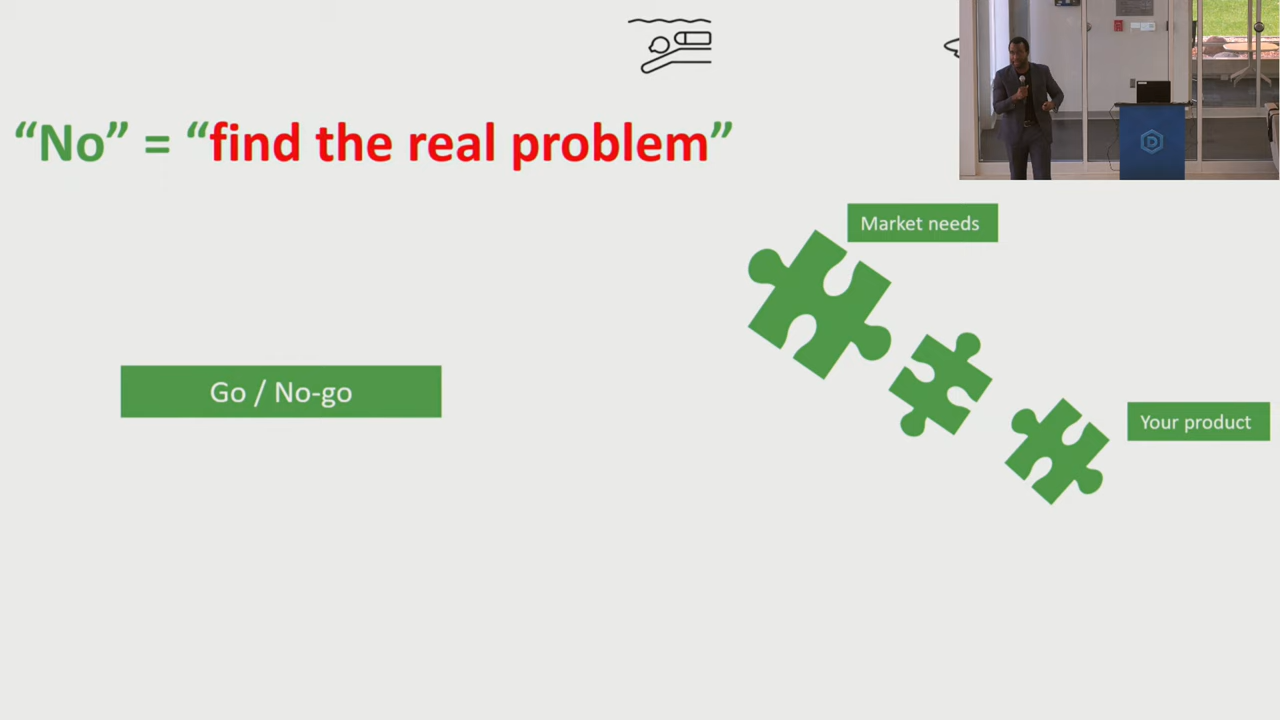 “No” = “find the real problem”
Market needs
Go / No-go
Your product